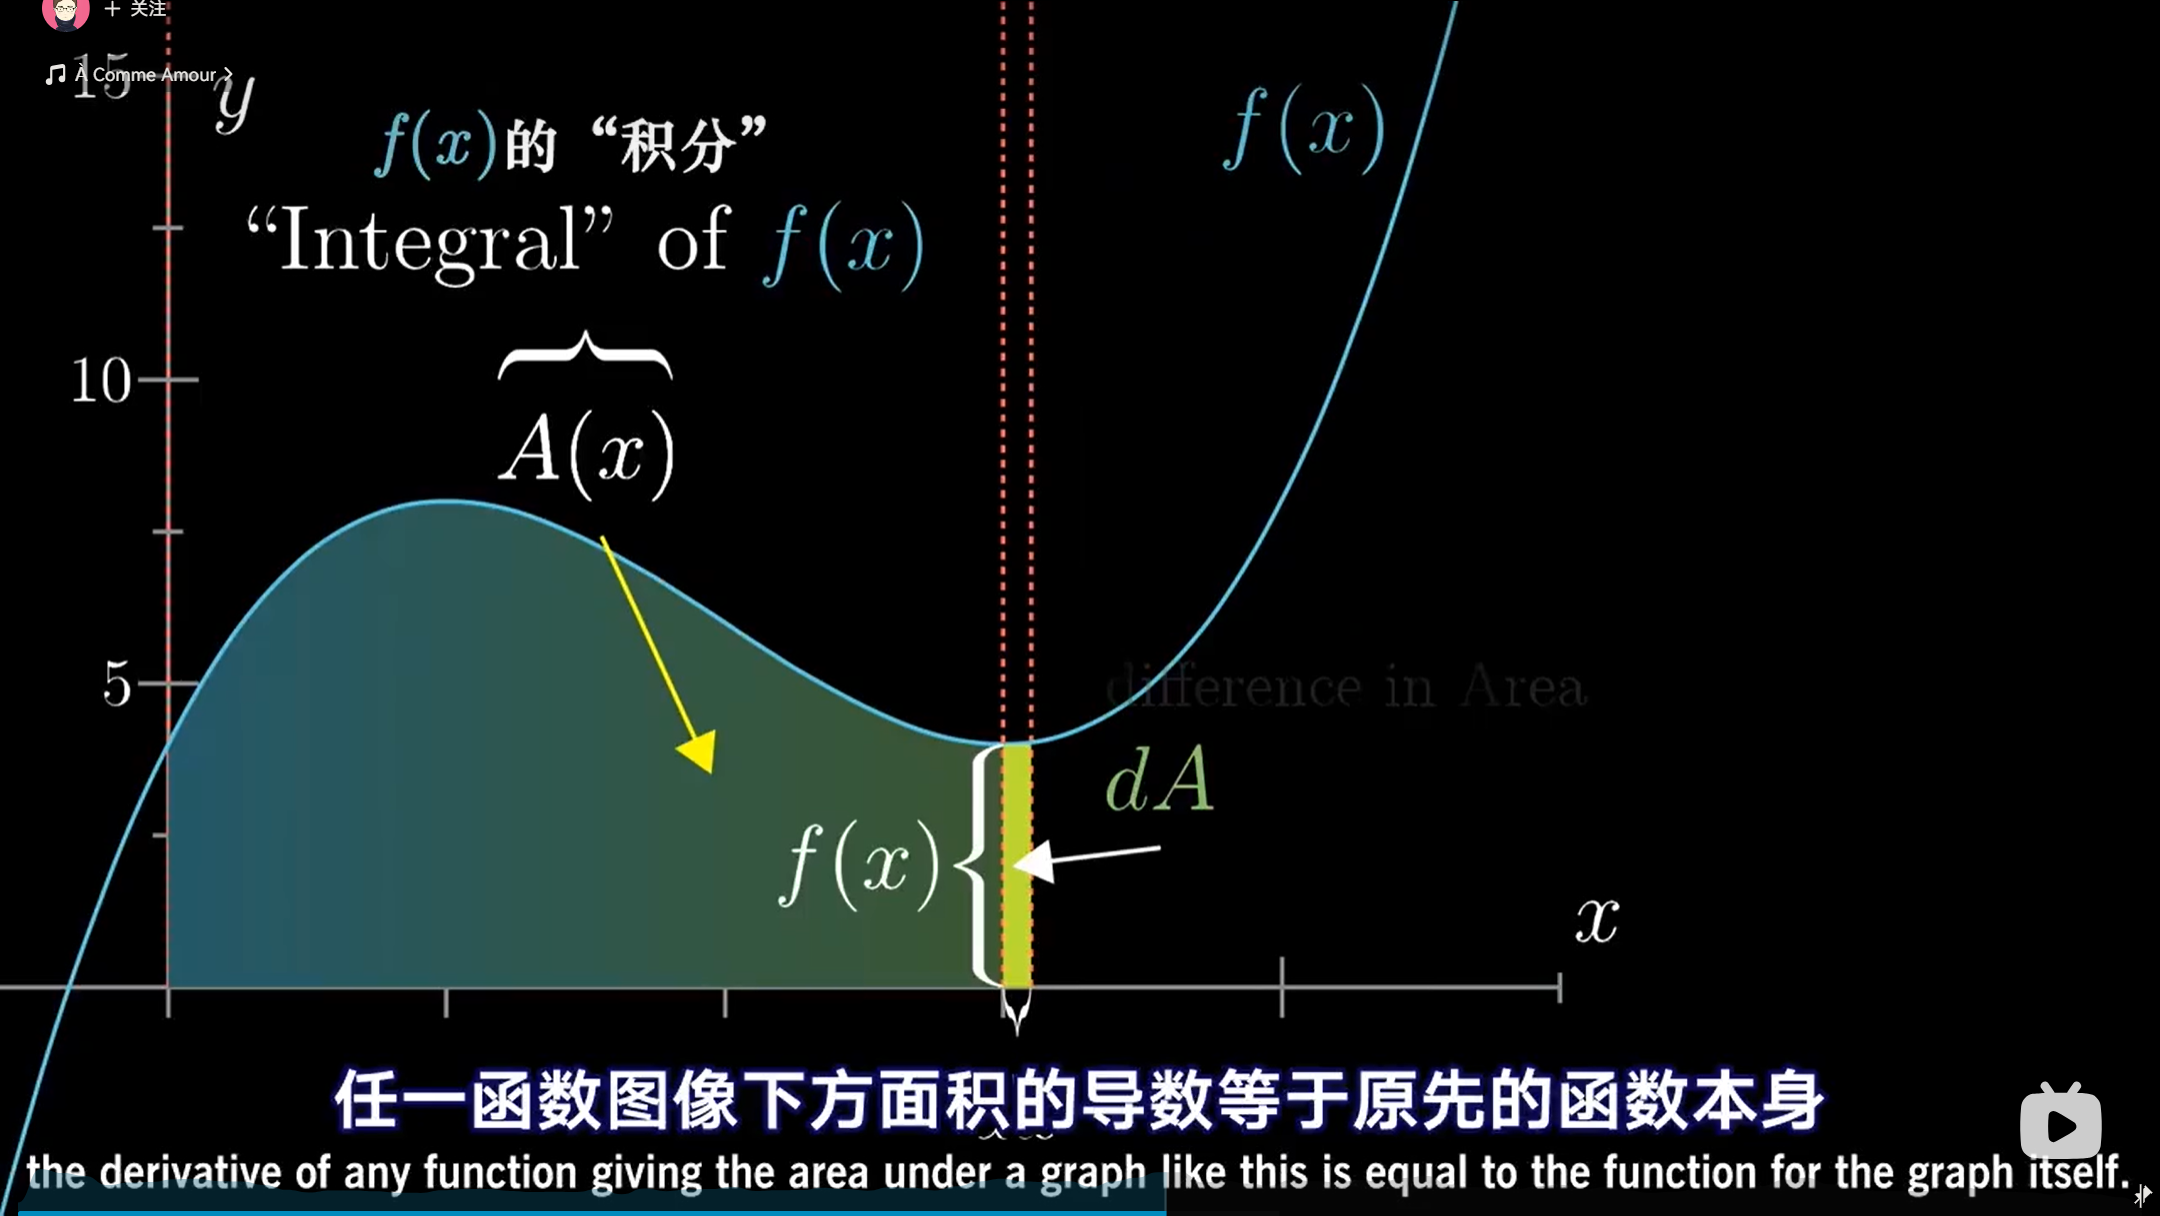 + 关注
À Comme Amour
15
y
f(x)
f(x)的“积分”
“Integral” of f(x)
10
A(x)
5
difference in Area
dA
f(x)
x
任一函数图像下方面积的导数等于原先的函数本身
the derivative of any function giving the area under a graph like this is equal to the function for the graph itself.